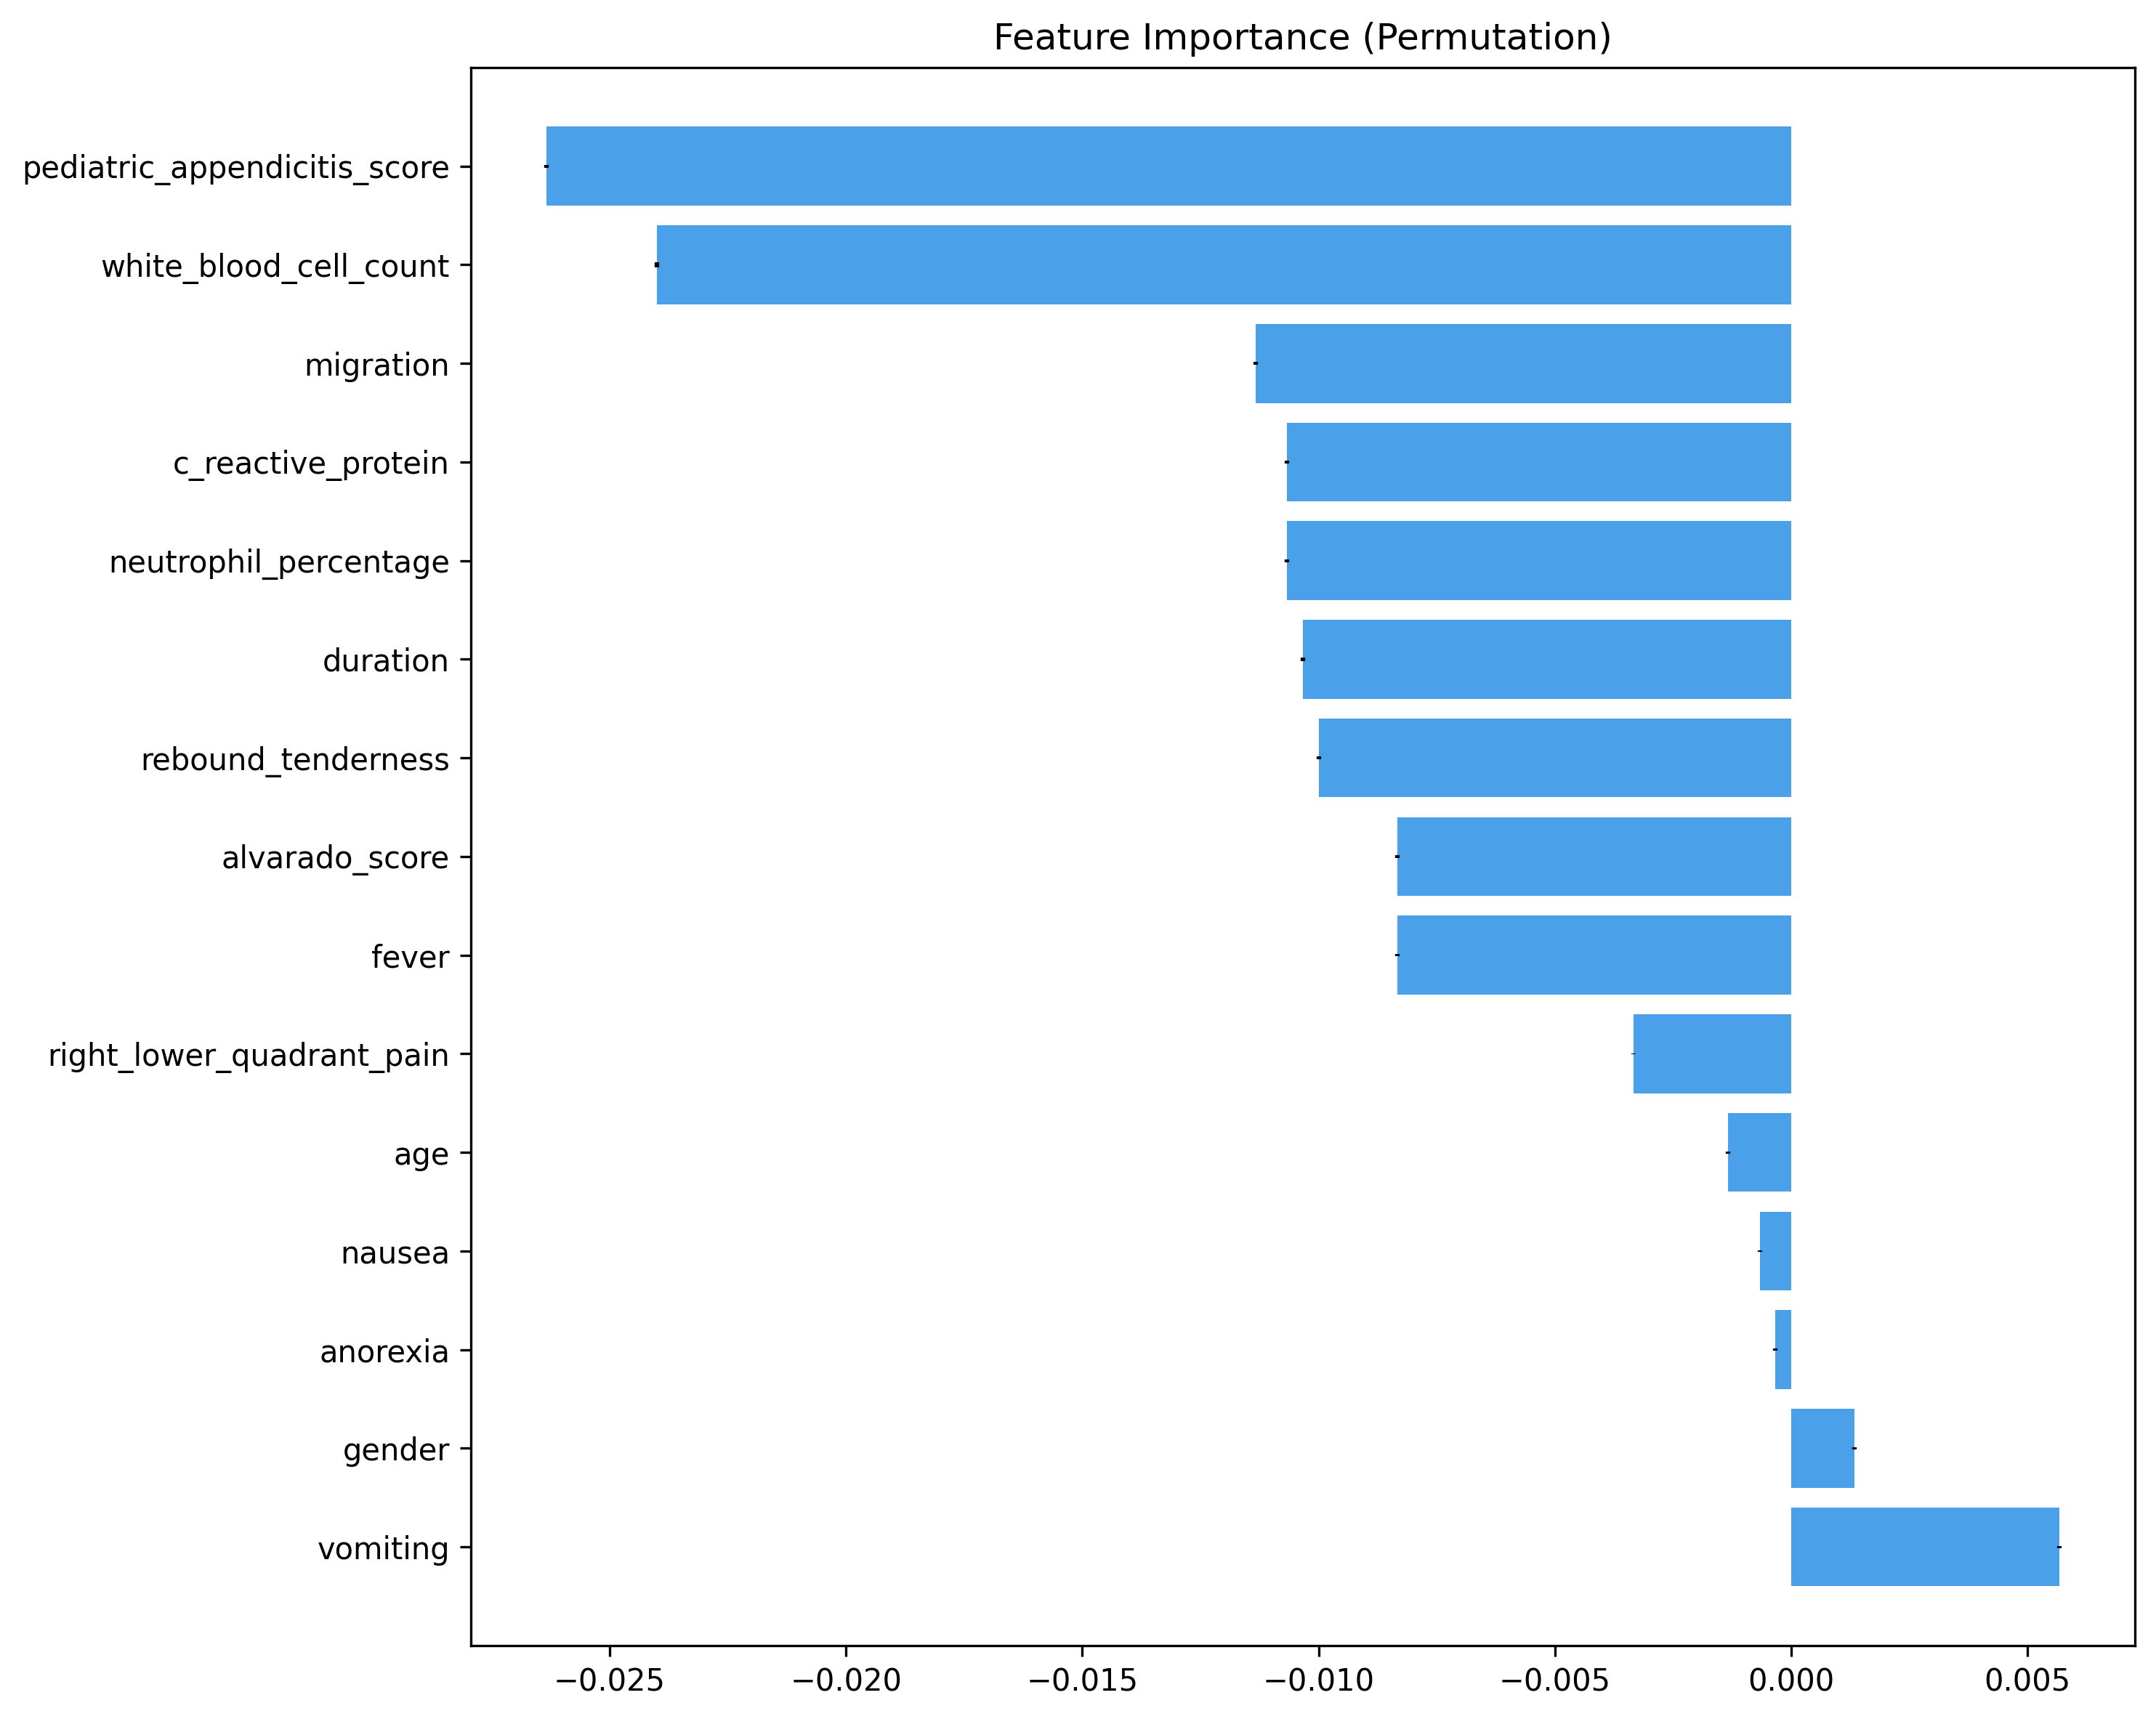 Feature Importance (Permutation)
pediatric_appendicitis_score
white_blood_cell_count
migration
c_reactive_protein
neutrophil_percentage
duration
rebound_tenderness
alvarado_score
fever
right_lower_quadrant_pain
age
nausea
anorexia
gender
vomiting
−0.025 −0.020 −0.015 −0.010 −0.005 0.000 0.005